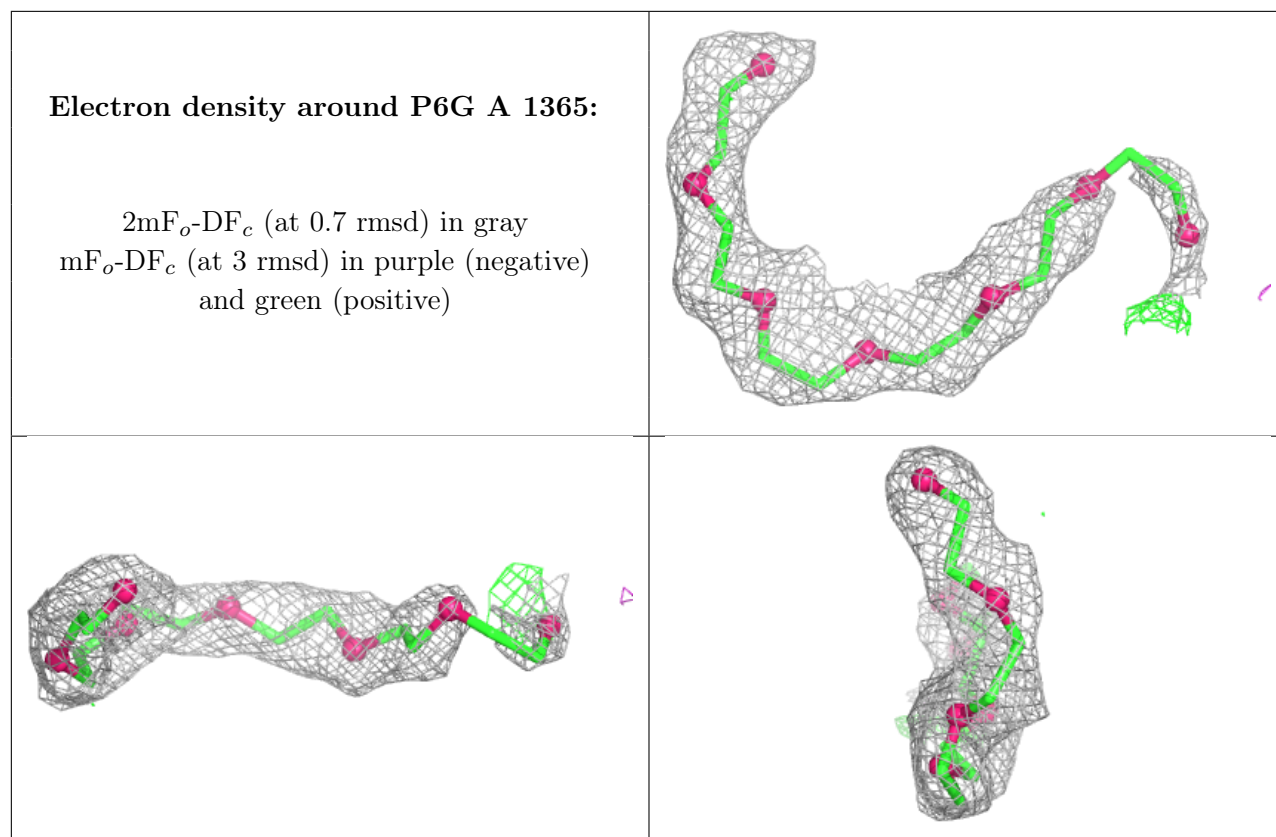 Electron density around P6G A 1365:
2mFₒ-DF𝒸 (at 0.7 rmsd) in gray
mFₒ-DF𝒸 (at 3 rmsd) in purple (negative)
and green (positive)